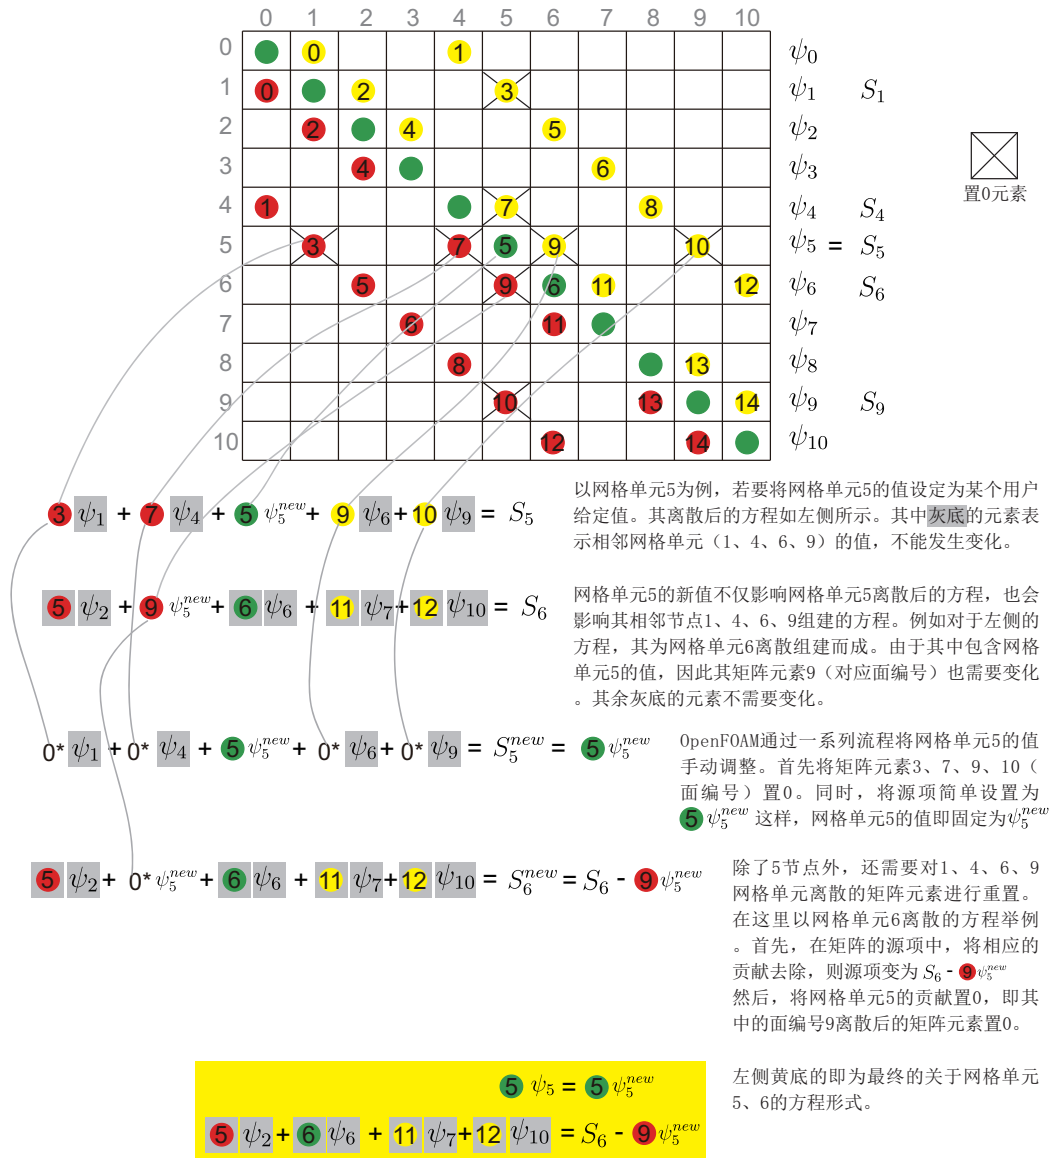 0 1 2 3 4 5 6 7 8 9 10
0 0 1 ψ0
1 0 2 3 ψ1 S1
2 2 4 5 ψ2
3 4 6 ψ3
置0元素
4 1 7 8 ψ4 S4
5 3 7 5 9 10 ψ5 = S5
6 5 9 6 11 12 ψ6 S6
7 6 11 ψ7
8 8 13 ψ8
9 10 13 14 ψ9 S9
10 12 14 ψ10
3 ψ1 + 7 ψ4 + 5 ψ5^new + 9 ψ6 + 10 ψ9 = S5
以网格单元5为例，若要将网格单元5的值设定为某个用户
给定值。其离散后的方程如左侧所示。其中灰底的元素表
示相邻网格单元（1、4、6、9）的值，不能发生变化。
5 ψ2 + 9 ψ5^new + 6 ψ6 + 11 ψ7 + 12 ψ10 = S6
网格单元5的新值不仅影响网格单元5离散后的方程，也会
影响其相邻节点1、4、6、9组建的方程。例如对于左侧的
方程，其为网格单元6离散组建而成。由于其中包含网格
单元5的值，因此其矩阵元素9（对应面编号）也需要变化
。其余灰底的元素不需要变化。
0* ψ1 + 0* ψ4 + 5 ψ5^new + 0* ψ6 + 0* ψ9 = S5^new = 5 ψ5^new
OpenFOAM通过一系列流程将网格单元5的值
手动调整。首先将矩阵元素3、7、9、10（
面编号）置0。同时，将源项简单设置为
5 ψ5^new 这样，网格单元5的值即固定为ψ5^new
5 ψ2 + 0* ψ5^new + 6 ψ6 + 11 ψ7 + 12 ψ10 = S6^new = S6 - 9 ψ5^new
除了5节点外，还需要对1、4、6、9
网格单元离散的矩阵元素进行重置。
在这里以网格单元6离散的方程举例
。首先，在矩阵的源项中，将相应的
贡献去除，则源项变为 S6 - 9 ψ5^new
然后，将网格单元5的贡献置0，即其
中的面编号9离散后的矩阵元素置0。
5 ψ5 = 5 ψ5^new
5 ψ2 + 6 ψ6 + 11 ψ7 + 12 ψ10 = S6 - 9 ψ5^new
左侧黄底的即为最终的关于网格单元
5、6的方程形式。